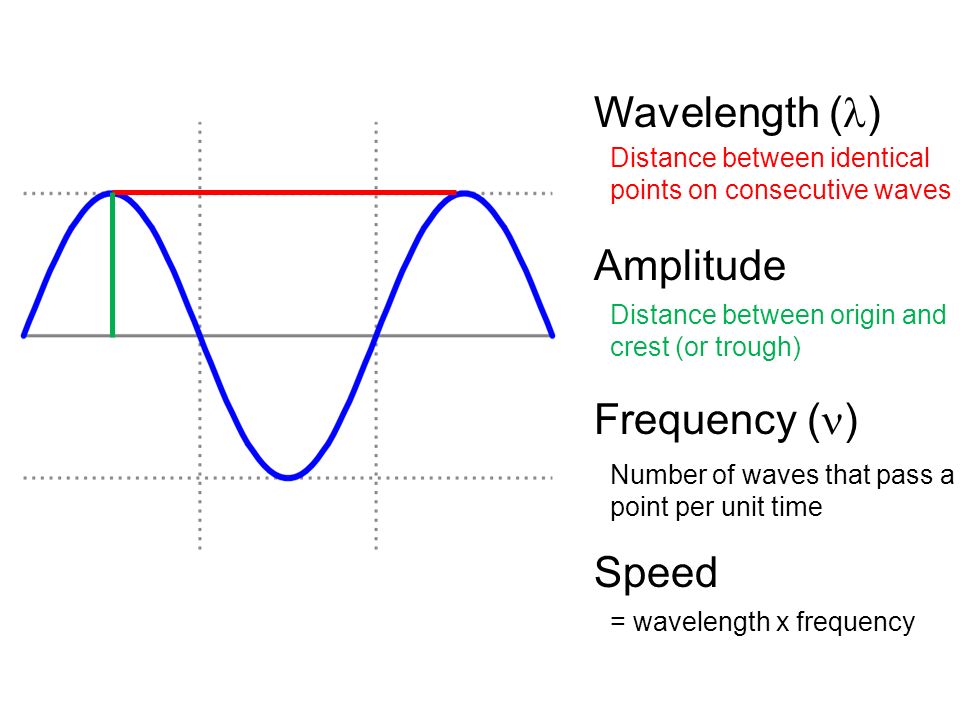 Wavelength (λ)
Distance between identical
points on consecutive waves
Amplitude
Distance between origin and
crest (or trough)
Frequency (ν)
Number of waves that pass a
point per unit time
Speed
= wavelength x frequency